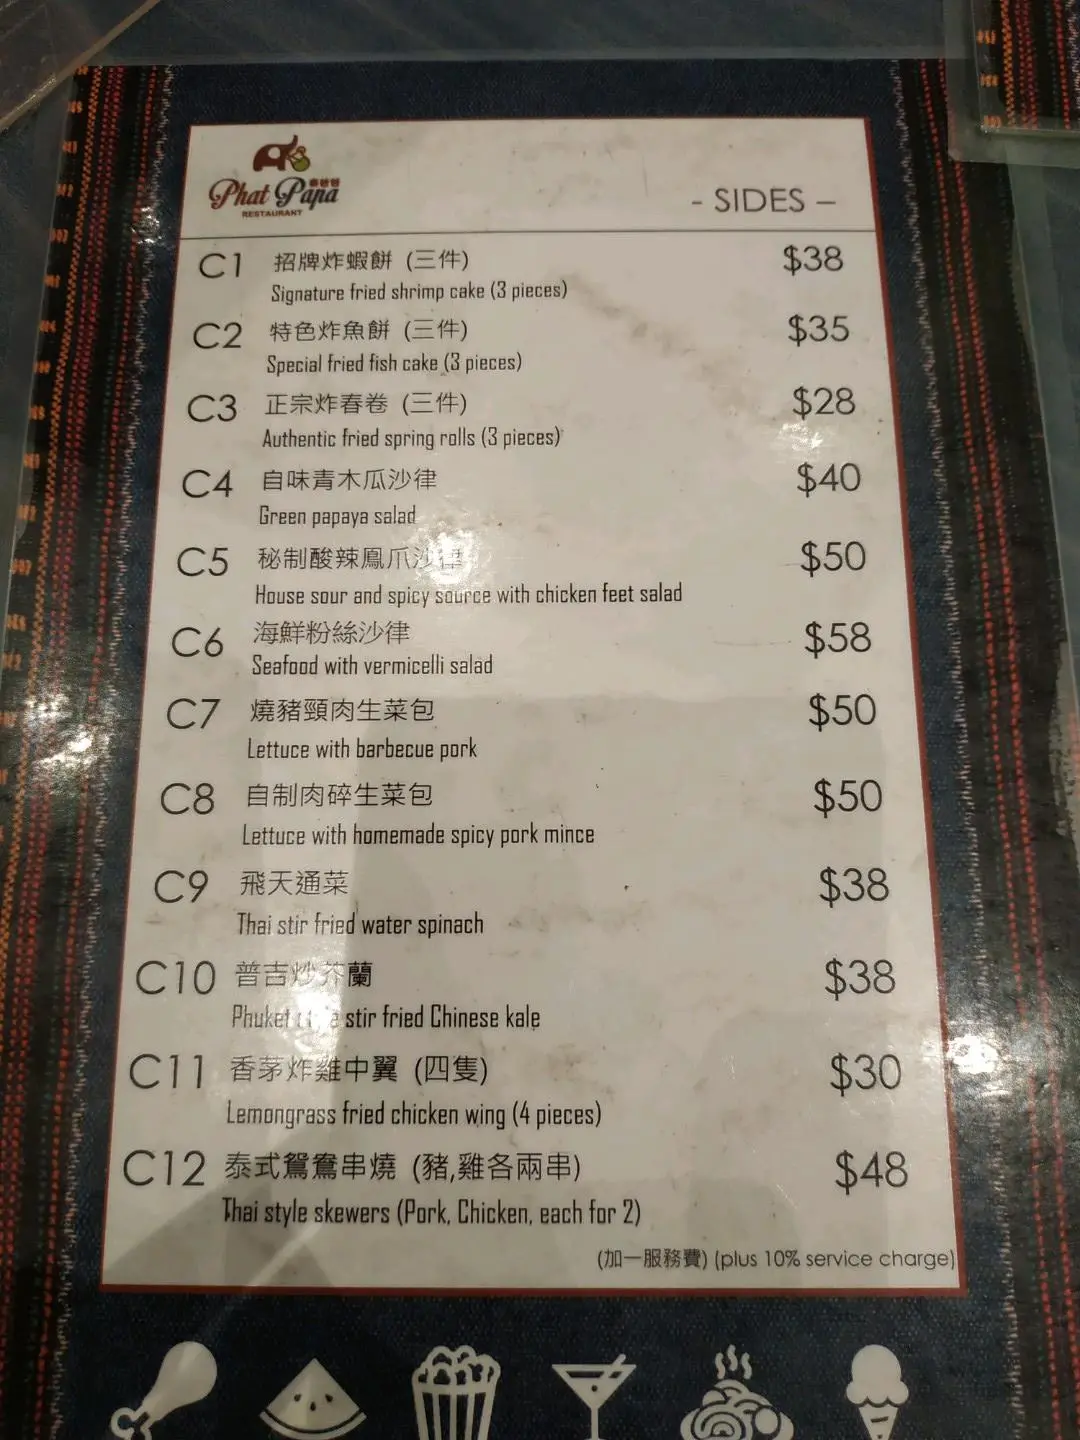 Phat Papa 泰爸爸
RESTAURANT
- SIDES –
C1 招牌炸蝦餅 (三件) $38
Signature fried shrimp cake (3 pieces)
C2 特色炸魚餅 (三件) $35
Special fried fish cake (3 pieces)
C3 正宗炸春卷 (三件) $28
Authentic fried spring rolls (3 pieces)
C4 自味青木瓜沙律 $40
Green papaya salad
C5 秘制酸辣鳳爪沙律 $50
House sour and spicy source with chicken feet salad
C6 海鮮粉絲沙律 $58
Seafood with vermicelli salad
C7 燒豬頸肉生菜包 $50
Lettuce with barbecue pork
C8 自制肉碎生菜包 $50
Lettuce with homemade spicy pork mince
C9 飛天通菜 $38
Thai stir fried water spinach
C10 普吉炒芥蘭 $38
Phuket stir fried Chinese kale
C11 香茅炸雞中翼 (四隻) $30
Lemongrass fried chicken wing (4 pieces)
C12 泰式鴛鴦串燒 (豬,雞各兩串) $48
Thai style skewers (Pork, Chicken, each for 2)
(加一服務費) (plus 10% service charge)